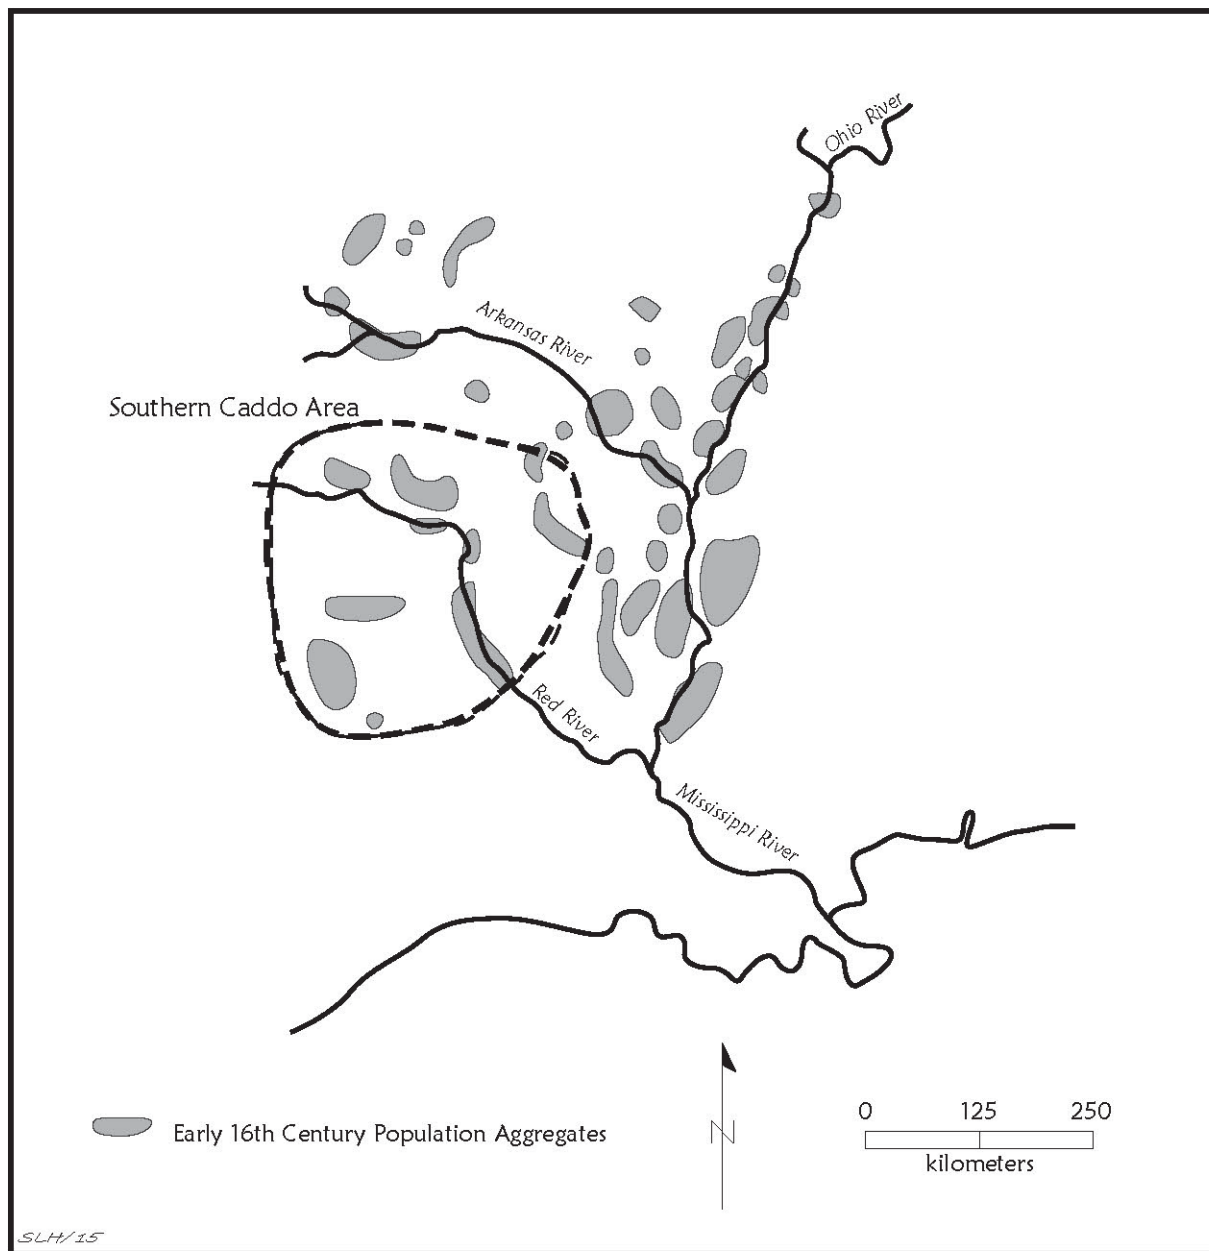 Ohio River
Arkansas River
Southern Caddo Area
Red River
Mississippi River
0 125 250
kilometers
Early 16th Century Population Aggregates
N
SLH/15